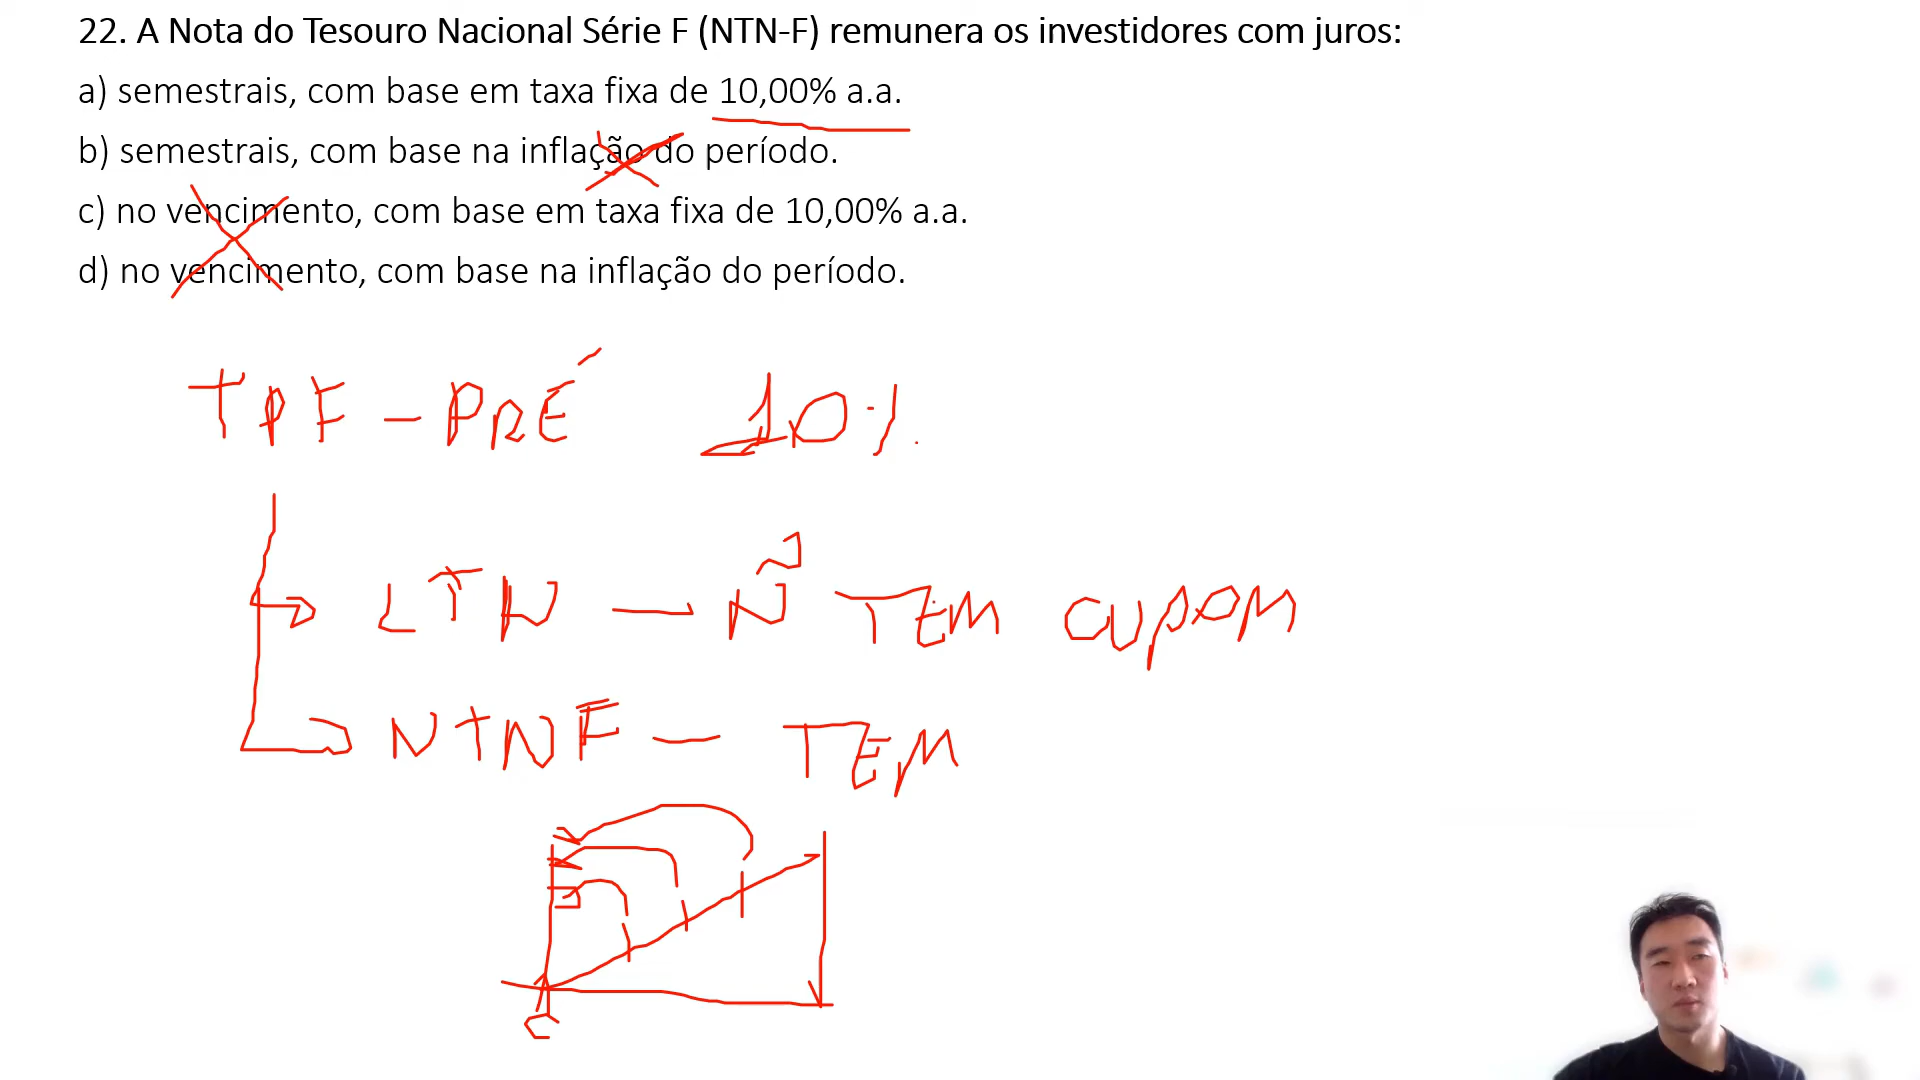 22. A Nota do Tesouro Nacional Série F (NTN-F) remunera os investidores com juros:
a) semestrais, com base em taxa fixa de 10,00% a.a.
b) semestrais, com base na inflação do período.
c) no vencimento, com base em taxa fixa de 10,00% a.a.
d) no vencimento, com base na inflação do período.
TPF - PRÉ 10%
LTN - Ñ TEM CUPOM
NTNF - TEM
C